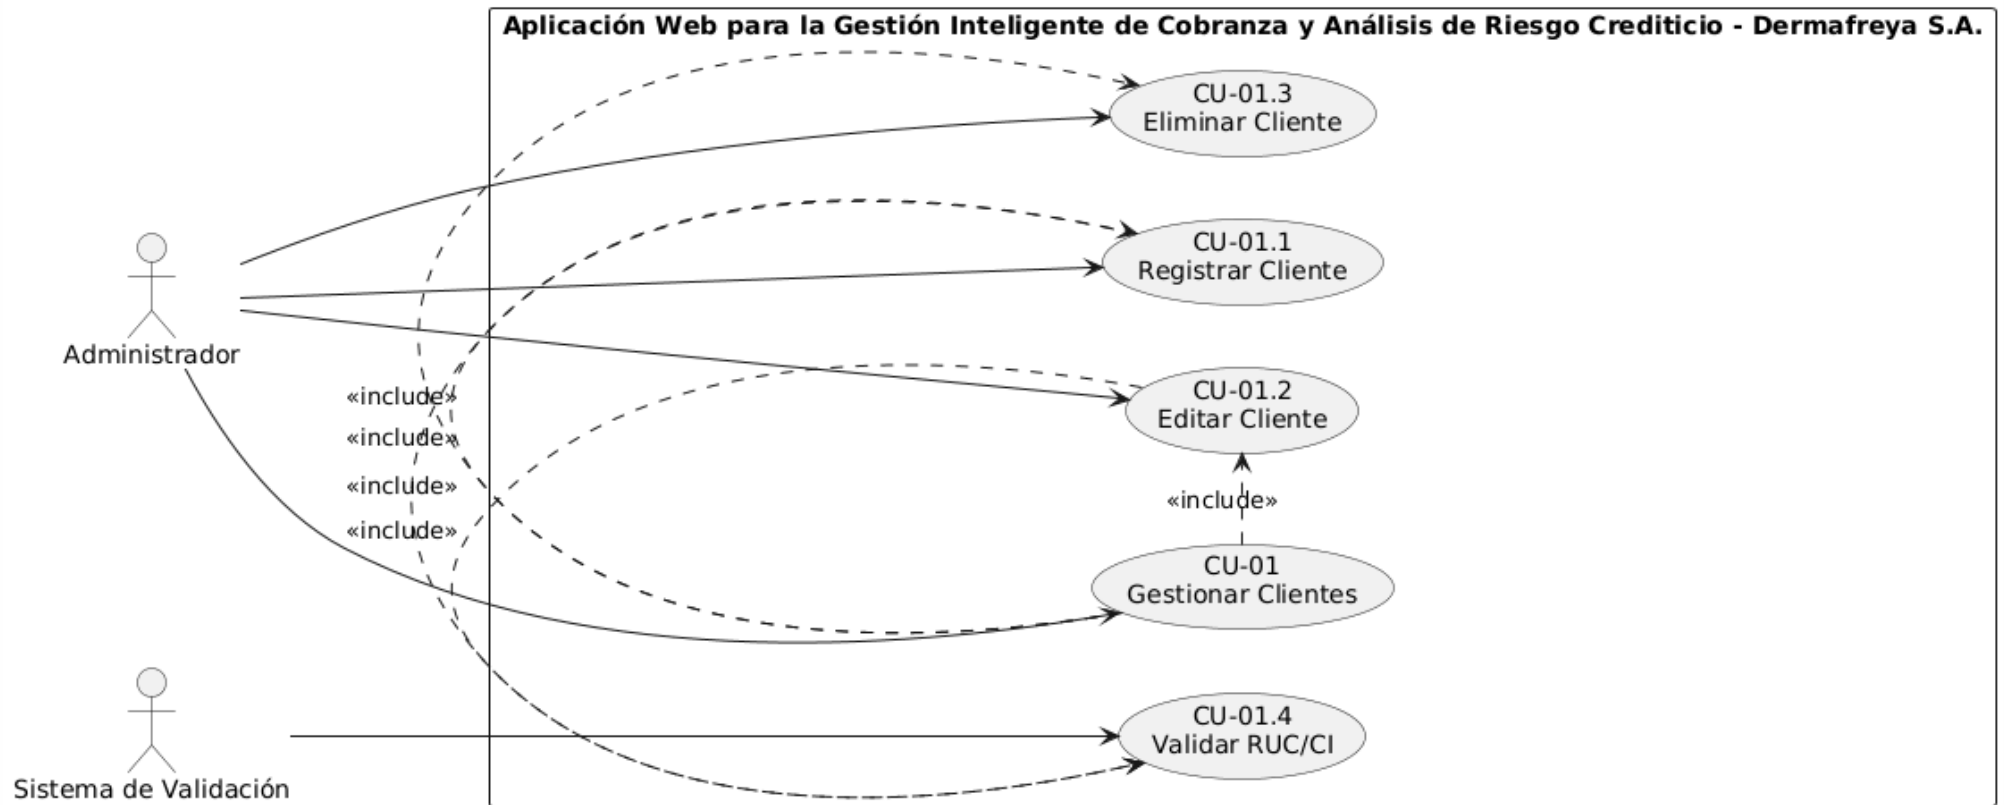 Aplicación Web para la Gestión Inteligente de Cobranza y Análisis de Riesgo Crediticio - Dermafreya S.A.
CU-01.3
Eliminar Cliente
CU-01.1
Registrar Cliente
Administrador
CU-01.2
Editar Cliente
«include»
«include»
«include»
«include»
«include»
CU-01
Gestionar Clientes
CU-01.4
Validar RUC/CI
Sistema de Validación